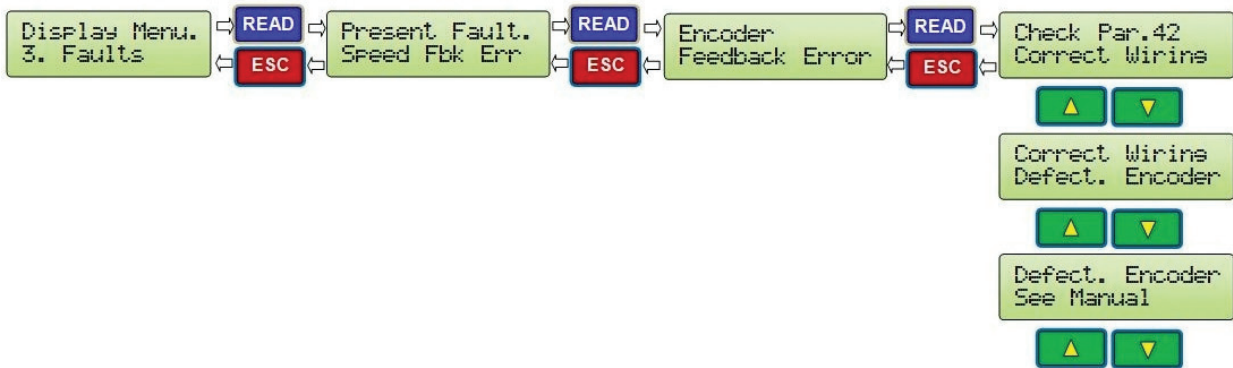 Display Menu.
3. Faults
READ
ESC
Present Fault.
Speed Fbk Err
READ
ESC
Encoder
Feedback Error
READ
ESC
Check Par.42
Correct Wiring
Correct Wiring
Defect. Encoder
Defect. Encoder
See Manual